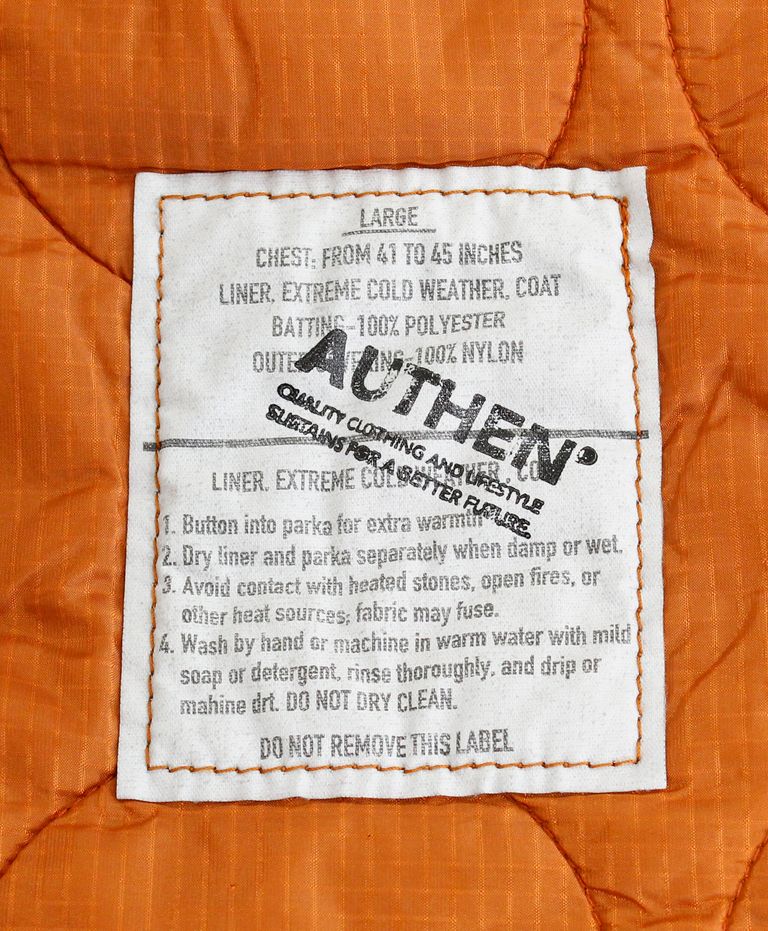 LARGE
CHEST: FROM 41 TO 45 INCHES
LINER, EXTREME COLD WEATHER, COAT
BATTING-100% POLYESTER
100% NYLON
AUTHEN
QUALITY CLOTHING AND LIFESTYLE
SUSTAINS FOR A BETTER FUTURE.
LINER. EXTREME COLD WEATHER,
1. Button into parka for extra warmth
2. Dry liner and parka separately when damp or wet.
3. Avoid contact with heated stones, open fires, or
other heat sources; fabric may fuse.
4. Wash by hand or machine in warm water with mild
soap or detergent, rinse thoroughly, and drip or
mahine drt. DO NOT DRY CLEAN.
DO NOT REMOVE THIS LABEL